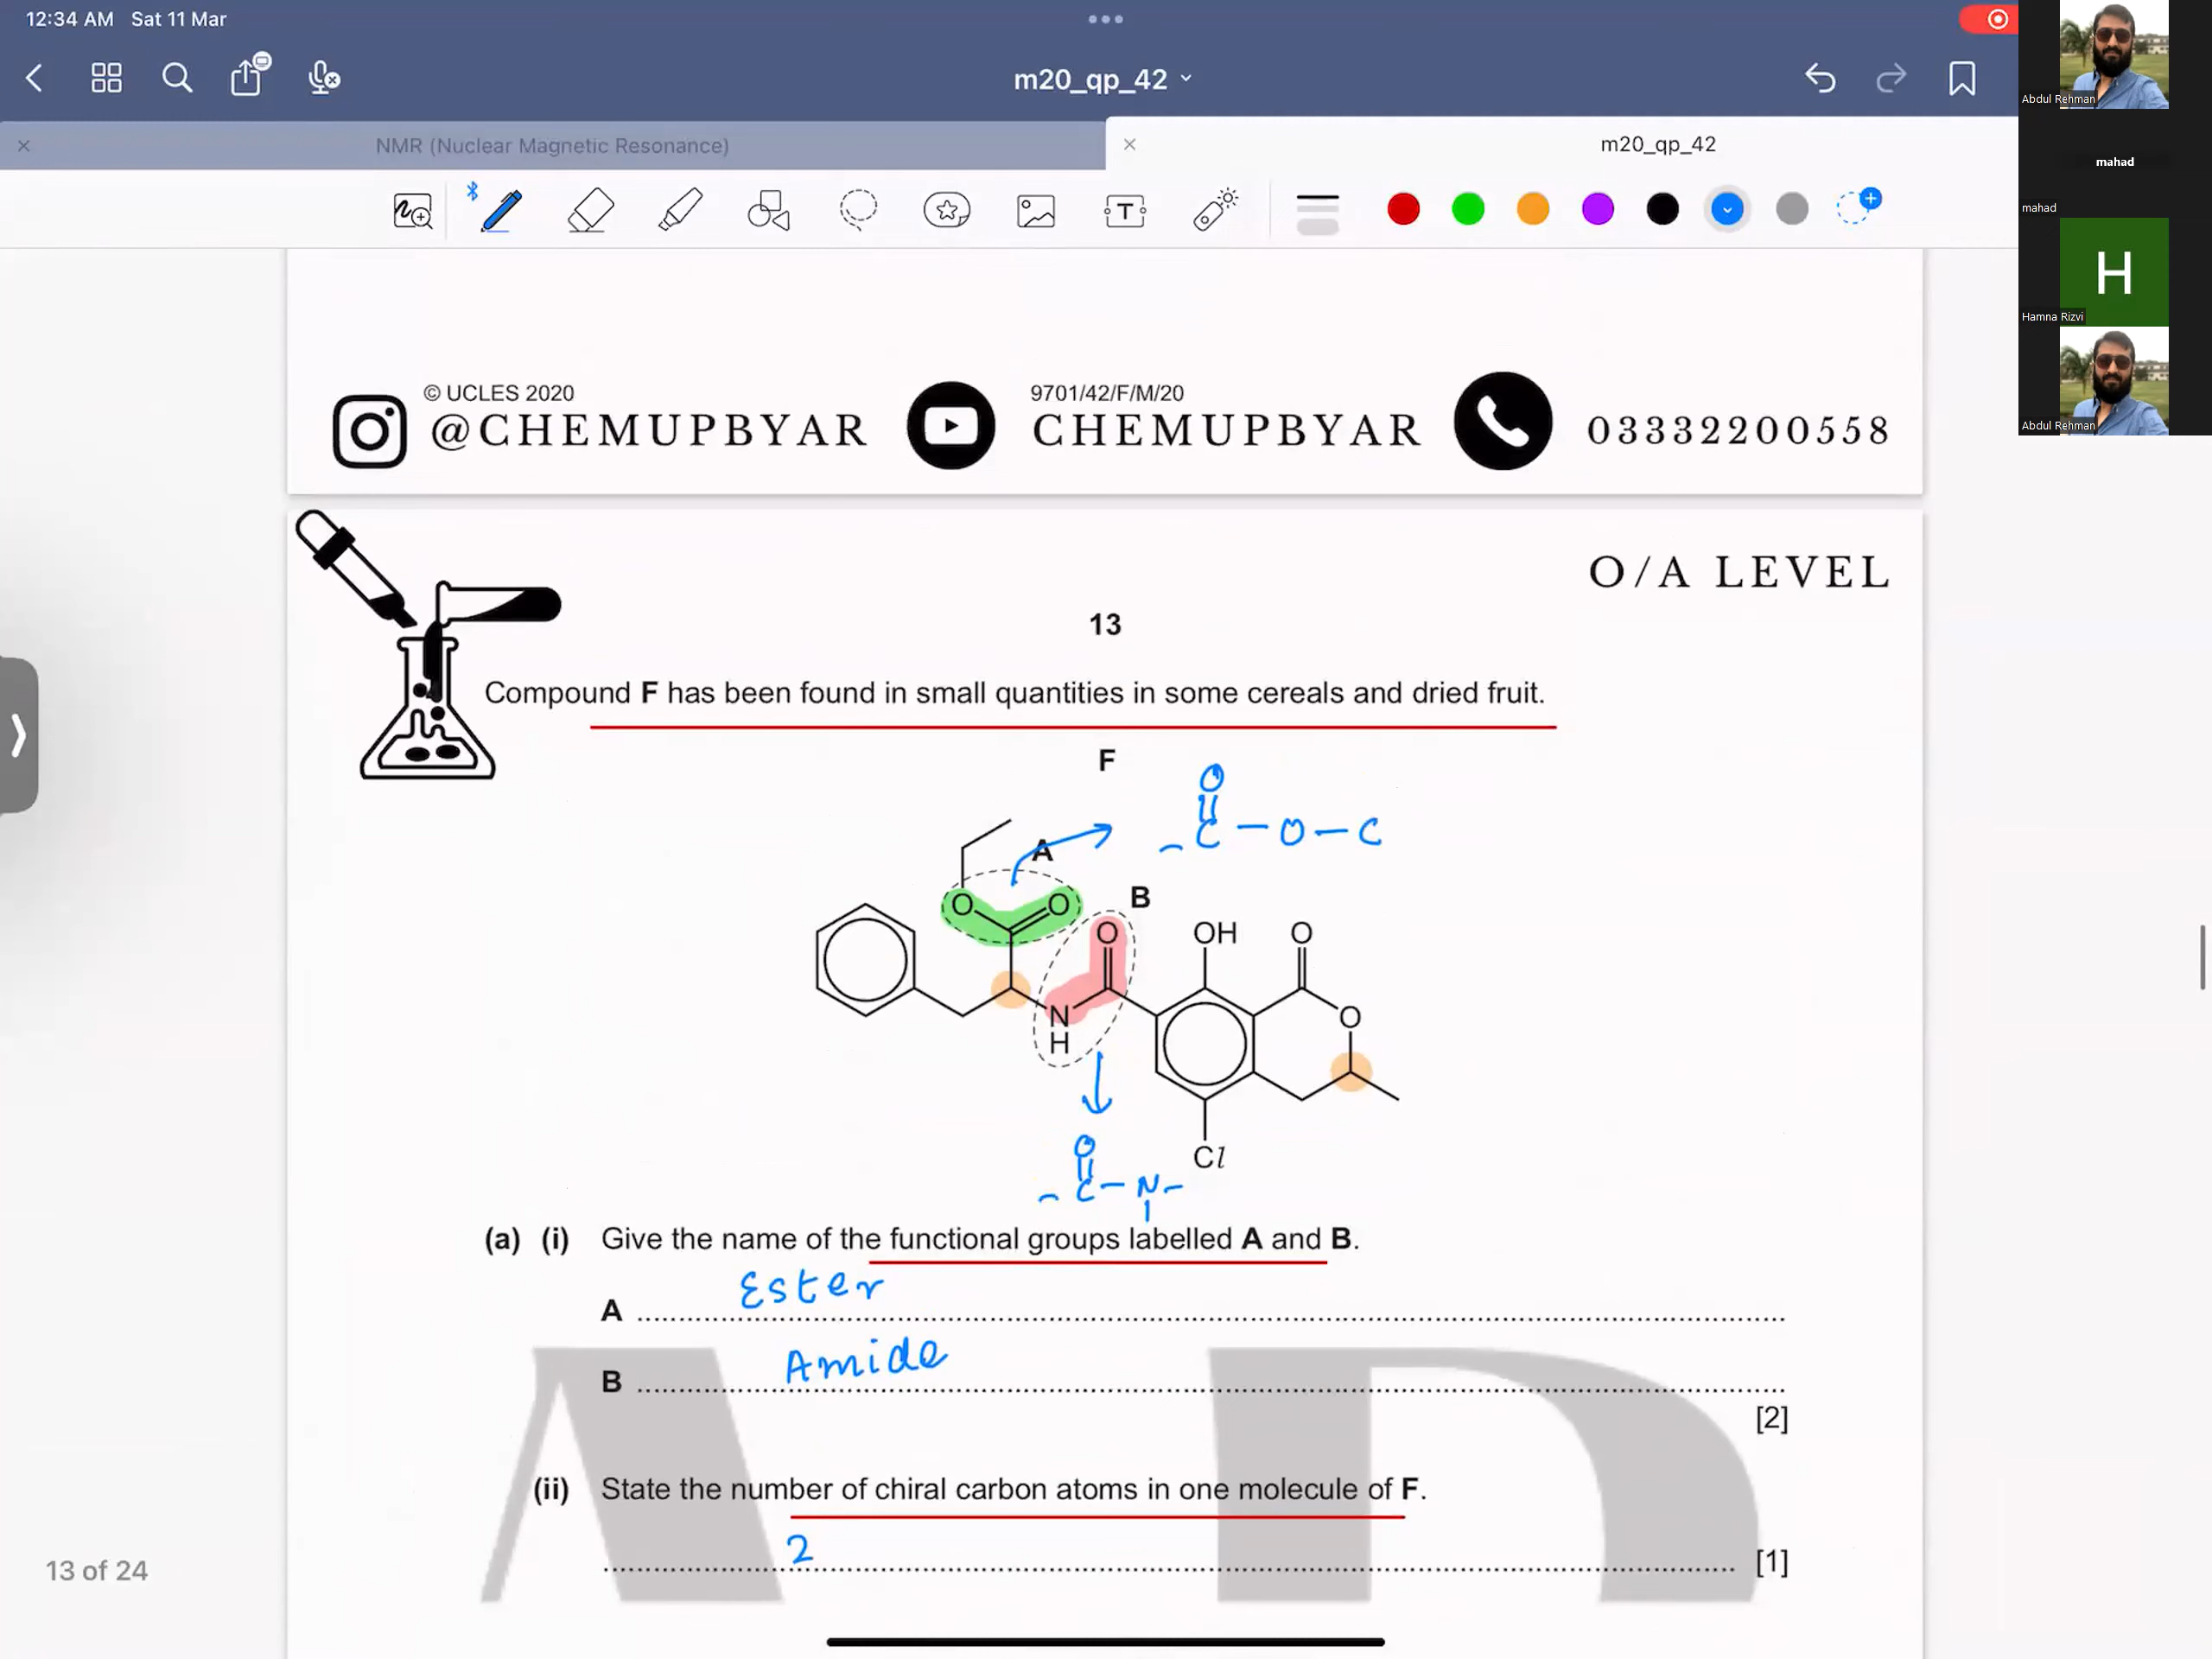 12:34 AM Sat 11 Mar
m20_qp_42
NMR (Nuclear Magnetic Resonance)
m20_qp_42
T
Abdul Rehman
mahad
mahad
H
Hamna Rizvi
Abdul Rehman
© UCLES 2020
9701/42/F/M/20
@CHEMUPBYAR
CHEMUPBYAR
03332200558
O/A LEVEL
13
Compound F has been found in small quantities in some cereals and dried fruit.
F
O
- C - O - C
A
B
O
O
O
OH
O
N
H
O
Cl
O
- C - N -
(a) (i) Give the name of the functional groups labelled A and B.
A Ester
B Amide
[2]
(ii) State the number of chiral carbon atoms in one molecule of F.
2 [1]
13 of 24